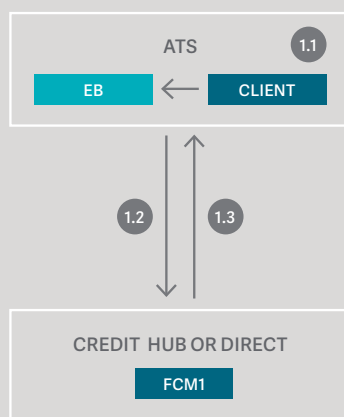 ATS
1.1
EB
CLIENT
1.2
1.3
CREDIT HUB OR DIRECT
FCM1